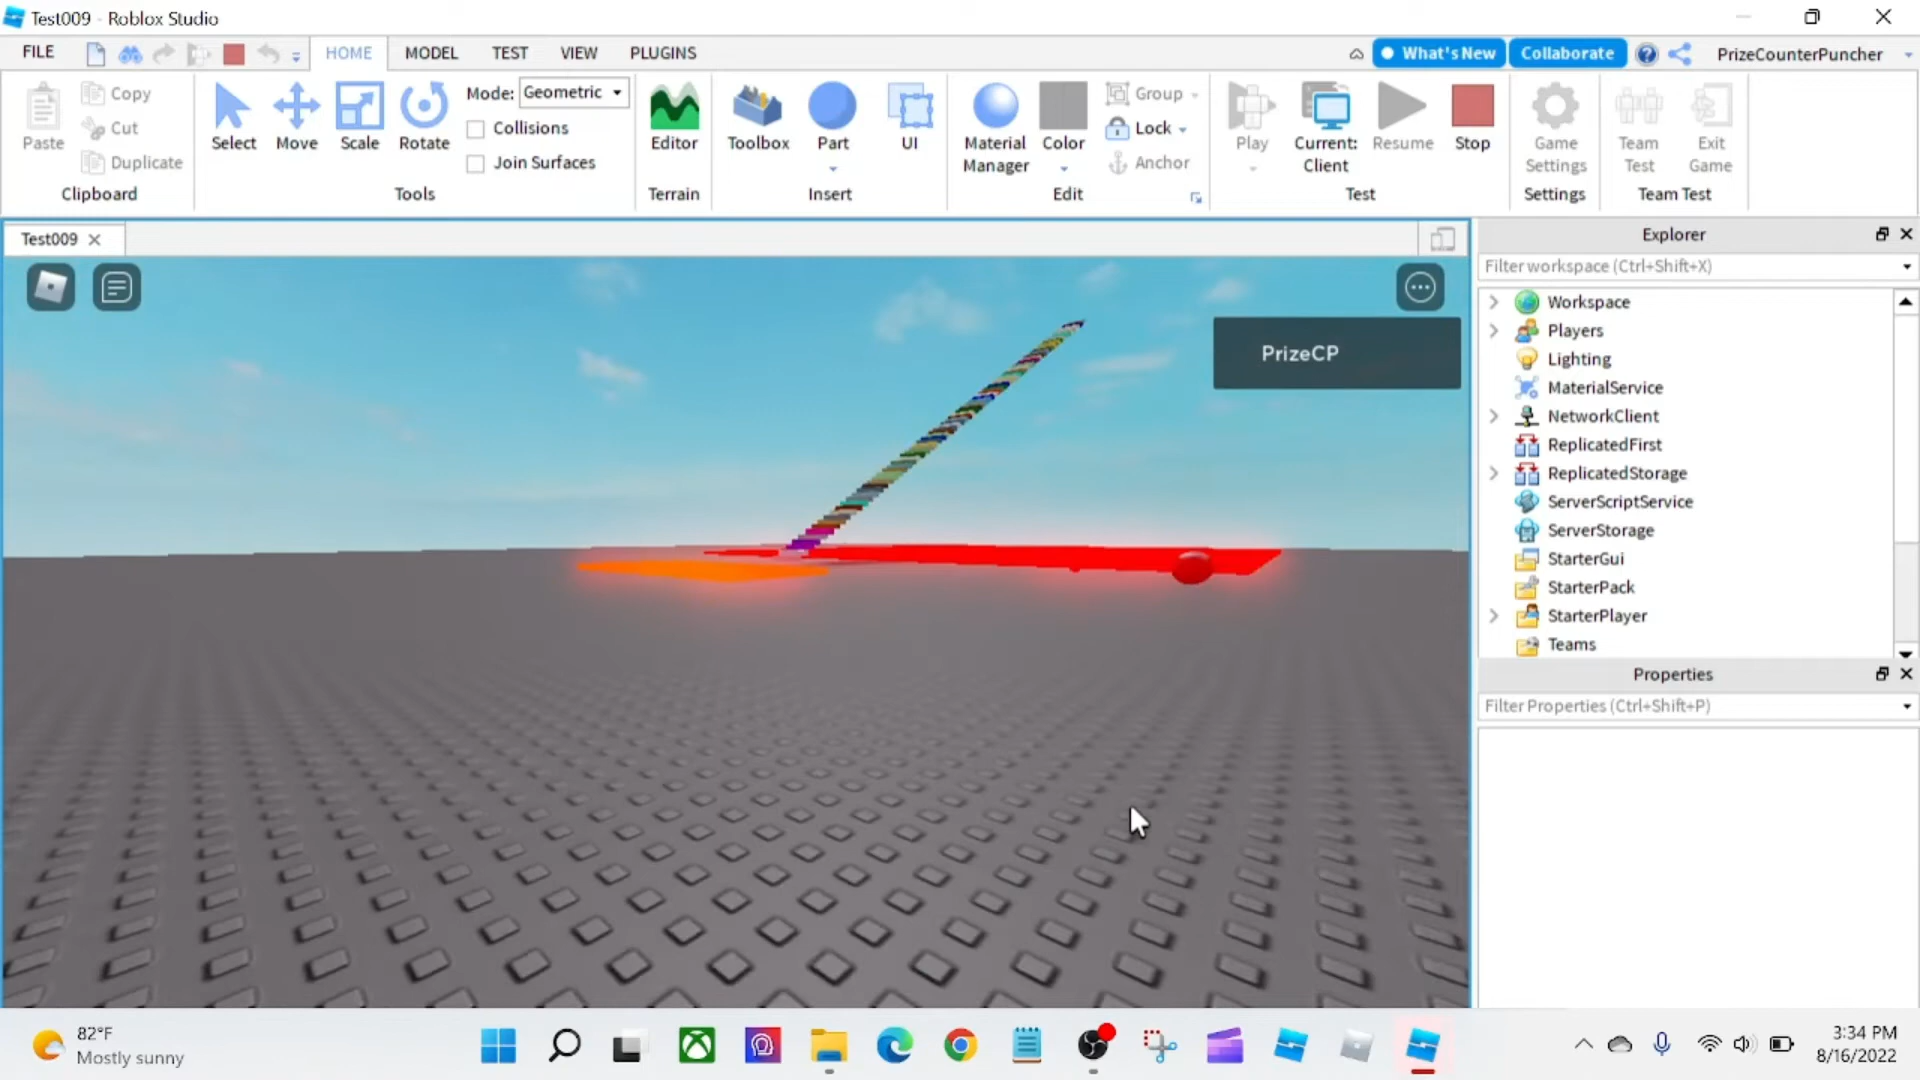 Test009 - Roblox Studio
FILE
HOME
MODEL
TEST
VIEW
PLUGINS
What's New
Collaborate
PrizeCounterPuncher
Paste
Copy
Cut
Duplicate
Clipboard
Select
Move
Scale
Rotate
Mode: Geometric
Collisions
Join Surfaces
Tools
Editor
Terrain
Toolbox
Part
UI
Insert
Material
Manager
Color
Group
Lock
Anchor
Edit
Play
Current:
Client
Resume
Stop
Test
Game
Settings
Settings
Team
Test
Exit
Game
Team Test
Test009
PrizeCP
Explorer
Filter workspace (Ctrl+Shift+X)
Workspace
Players
Lighting
MaterialService
NetworkClient
ReplicatedFirst
ReplicatedStorage
ServerScriptService
ServerStorage
StarterGui
StarterPack
StarterPlayer
Teams
Properties
Filter Properties (Ctrl+Shift+P)
82°F
Mostly sunny
3:34 PM
8/16/2022